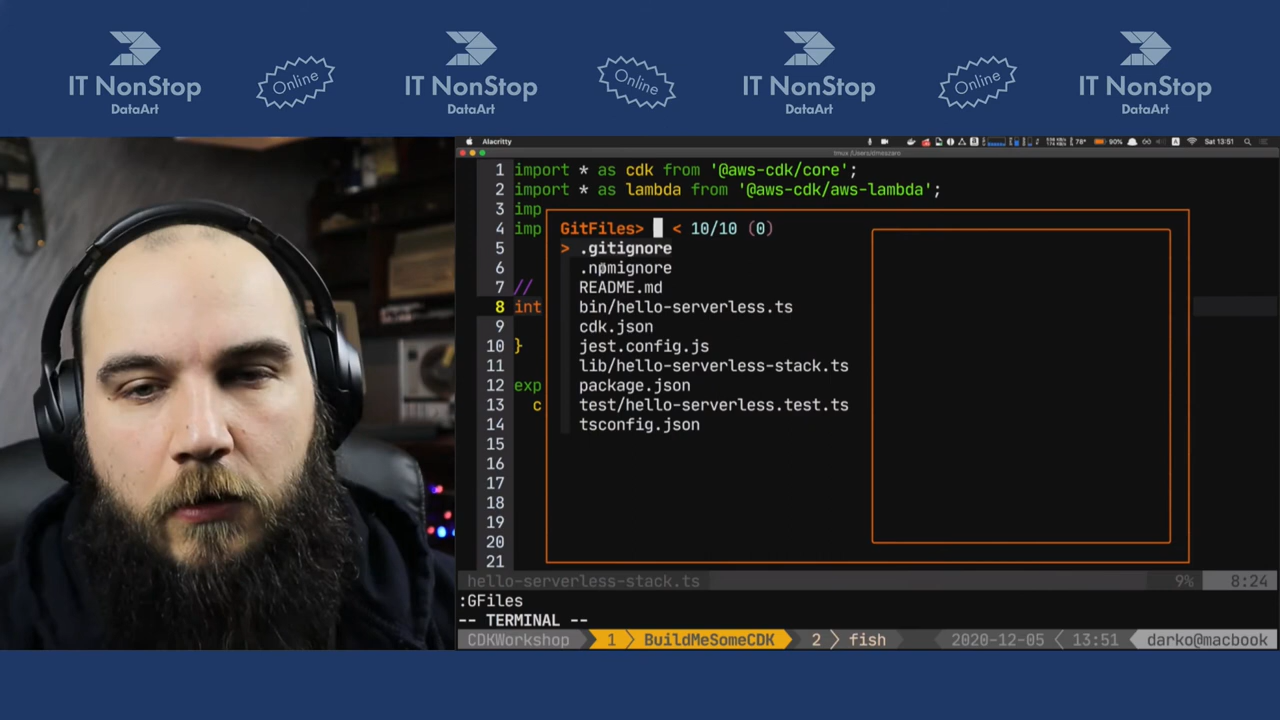 IT NonStop
DataArt
Online
IT NonStop
DataArt
Online
IT NonStop
DataArt
Online
IT NonStop
DataArt
Alacritty
90%
Sat 13:51
1 import * as cdk from '@aws-cdk/core';
2 import * as lambda from '@aws-cdk/aws-lambda';
3 imp
4 imp
5
6
7 //
8 int
9
10 }
11
12 exp
13 c
14
15
16
17
18
19
20
21
GitFiles> < 10/10 (0)
> .gitignore
.npmignore
README.md
bin/hello-serverless.ts
cdk.json
jest.config.js
lib/hello-serverless-stack.ts
package.json
test/hello-serverless.test.ts
tsconfig.json
hello-serverless-stack.ts 9% 8:24
:GFiles
-- TERMINAL --
CDKWorkshop 1 BuildMeSomeCDK 2 fish 2020-12-05 13:51 darko@macbook